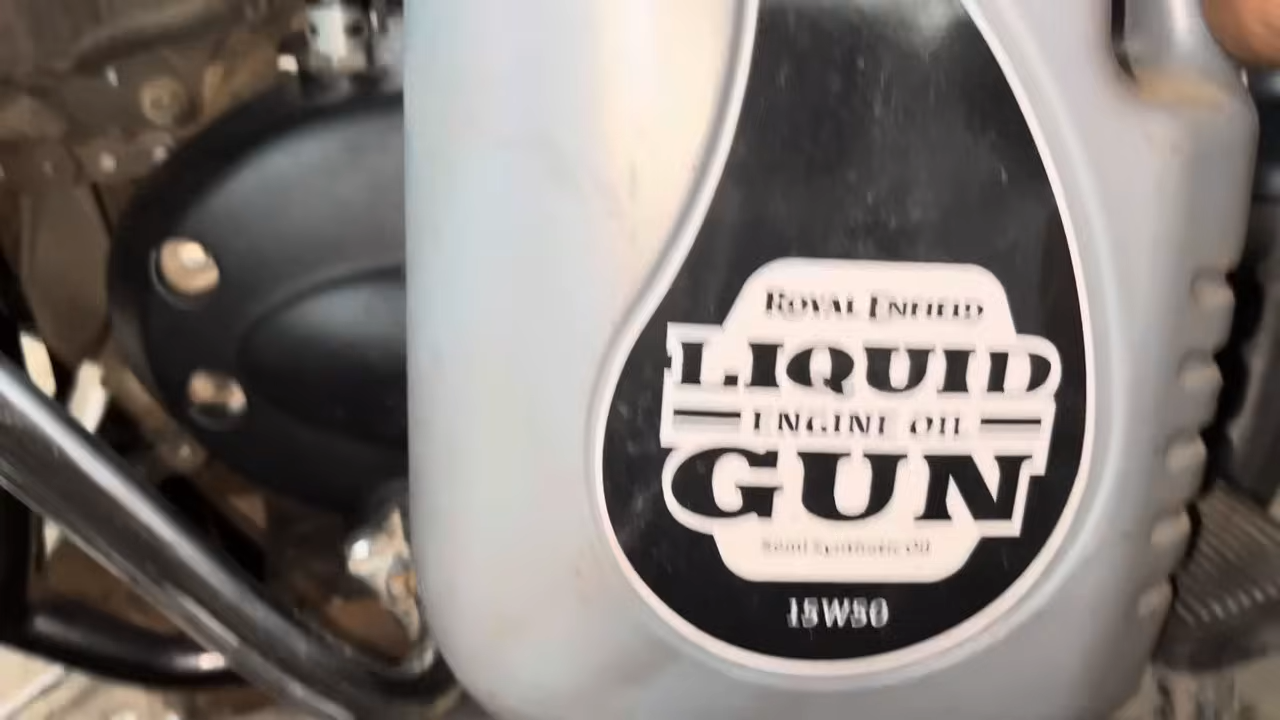 ROYAL ENFIELD
LIQUID
ENGINE OIL
GUN
Semi Synthetic Oil
15W50